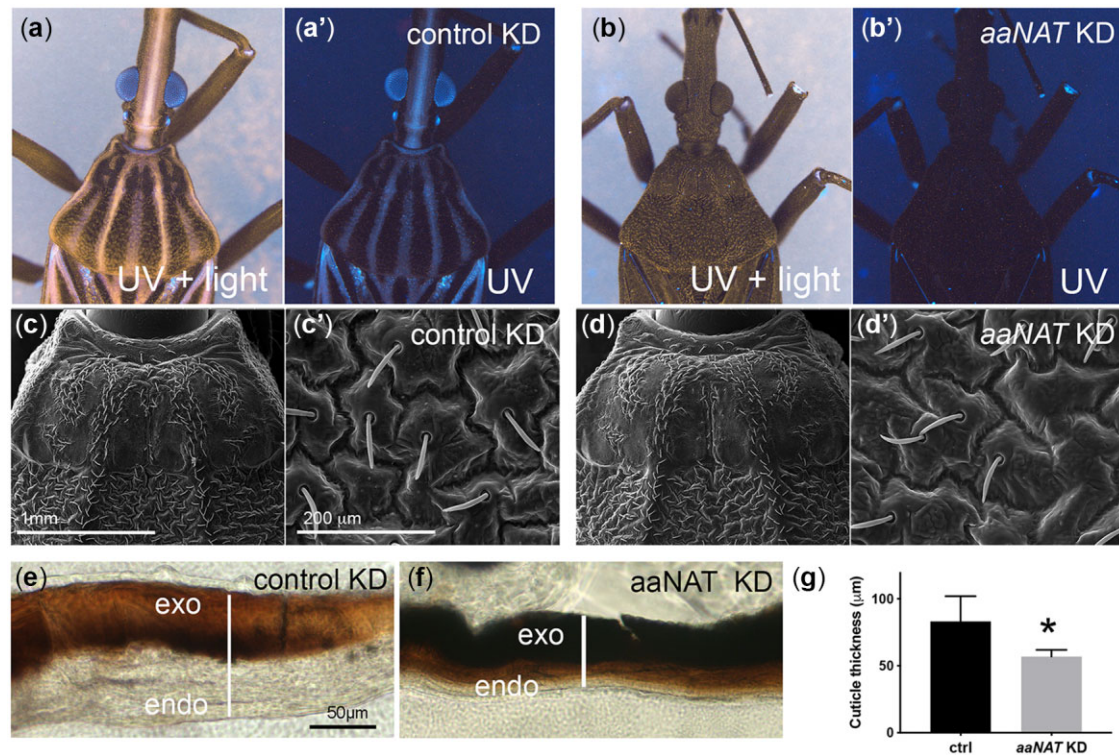 (a)
UV + light
(a')
control KD
UV
(b)
UV + light
(b')
aaNAT KD
UV
(c)
1mm
(c')
control KD
200 μm
(d)
(d')
aaNAT KD
(e)
control KD
exo
endo
50μm
(f)
aaNAT KD
exo
endo
(g)
Cuticle thickness (μm)
100
50
0
*
ctrl
aaNAT KD